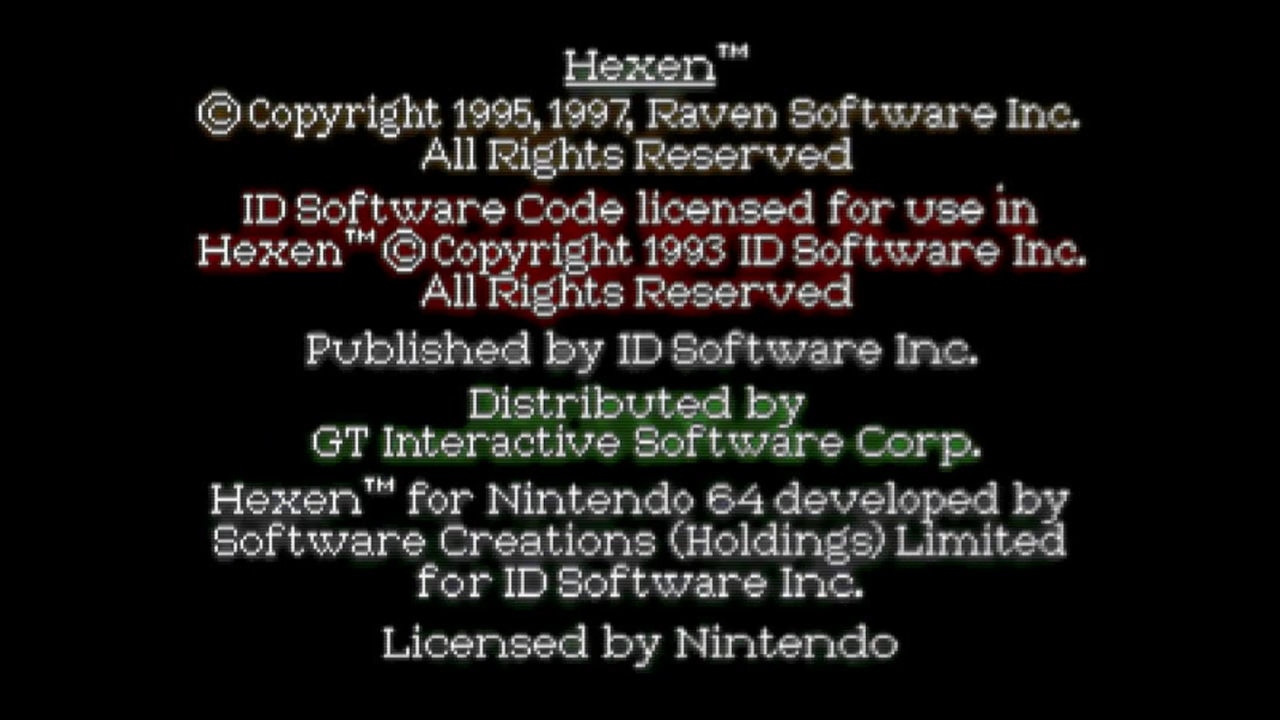 Hexen™
© Copyright 1995, 1997, Raven Software Inc.
All Rights Reserved
ID Software Code licensed for use in
Hexen™ © Copyright 1993 ID Software Inc.
All Rights Reserved
Published by ID Software Inc.
Distributed by
GT Interactive Software Corp.
Hexen™ for Nintendo 64 developed by
Software Creations (Holdings) Limited
for ID Software Inc.
Licensed by Nintendo